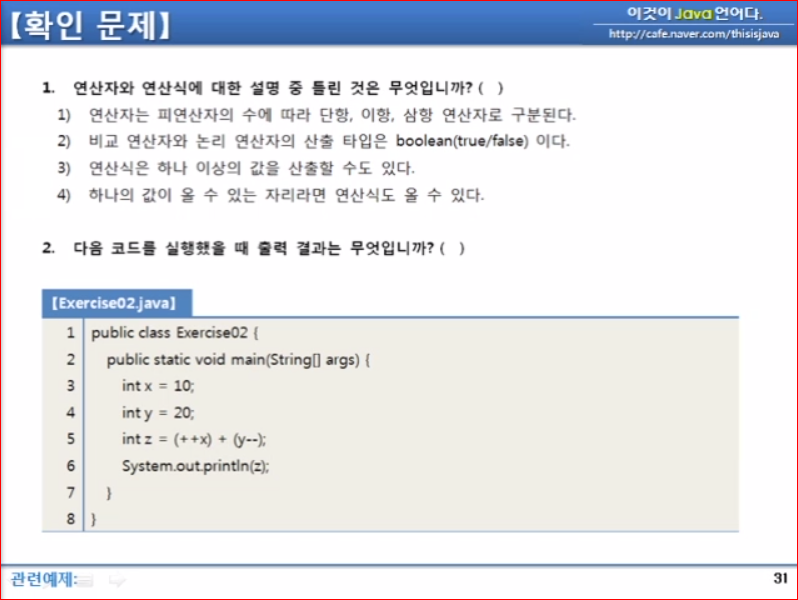 【확인 문제】
이것이 Java 언어다.
http://cafe.naver.com/thisisjava
1. 연산자와 연산식에 대한 설명 중 틀린 것은 무엇입니까? ( )
1) 연산자는 피연산자의 수에 따라 단항, 이항, 삼항 연산자로 구분된다.
2) 비교 연산자와 논리 연산자의 산출 타입은 boolean(true/false) 이다.
3) 연산식은 하나 이상의 값을 산출할 수도 있다.
4) 하나의 값이 올 수 있는 자리라면 연산식도 올 수 있다.
2. 다음 코드를 실행했을 때 출력 결과는 무엇입니까? ( )
【Exercise02.java】
1 public class Exercise02 {
2 public static void main(String[] args) {
3 int x = 10;
4 int y = 20;
5 int z = (++x) + (y--);
6 System.out.println(z);
7 }
8 }
관련예제:
31